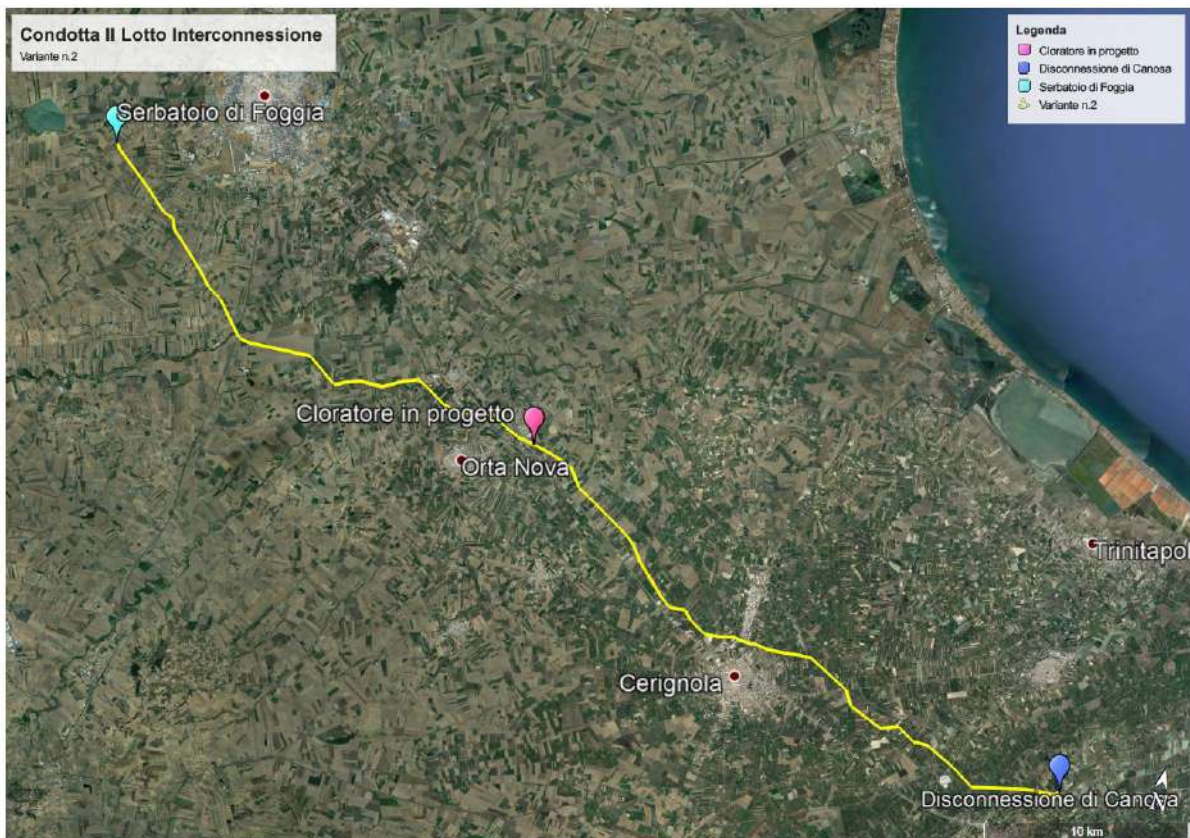 Condotta II Lotto Interconnessione
Variante n.2
Legenda
Cloratore in progetto
Disconnessione di Canosa
Serbatoio di Foggia
Variante n.2
Serbatoio di Foggia
Cloratore in progetto
Orta Nova
Trinitapol
Cerignola
Disconnessione di Canosa
N
10 km